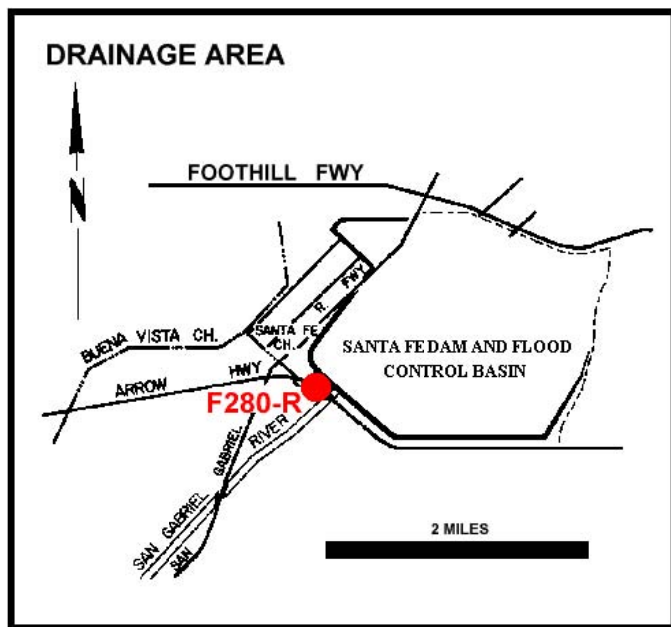 DRAINAGE AREA
N
FOOTHILL FWY
R. FWY
SANTA FE
CH.
BUENA VISTA CH.
SANTA FE DAM AND FLOOD
CONTROL BASIN
ARROW HWY
F280-R
SAN GABRIEL RIVER
SAN GABRIEL
2 MILES